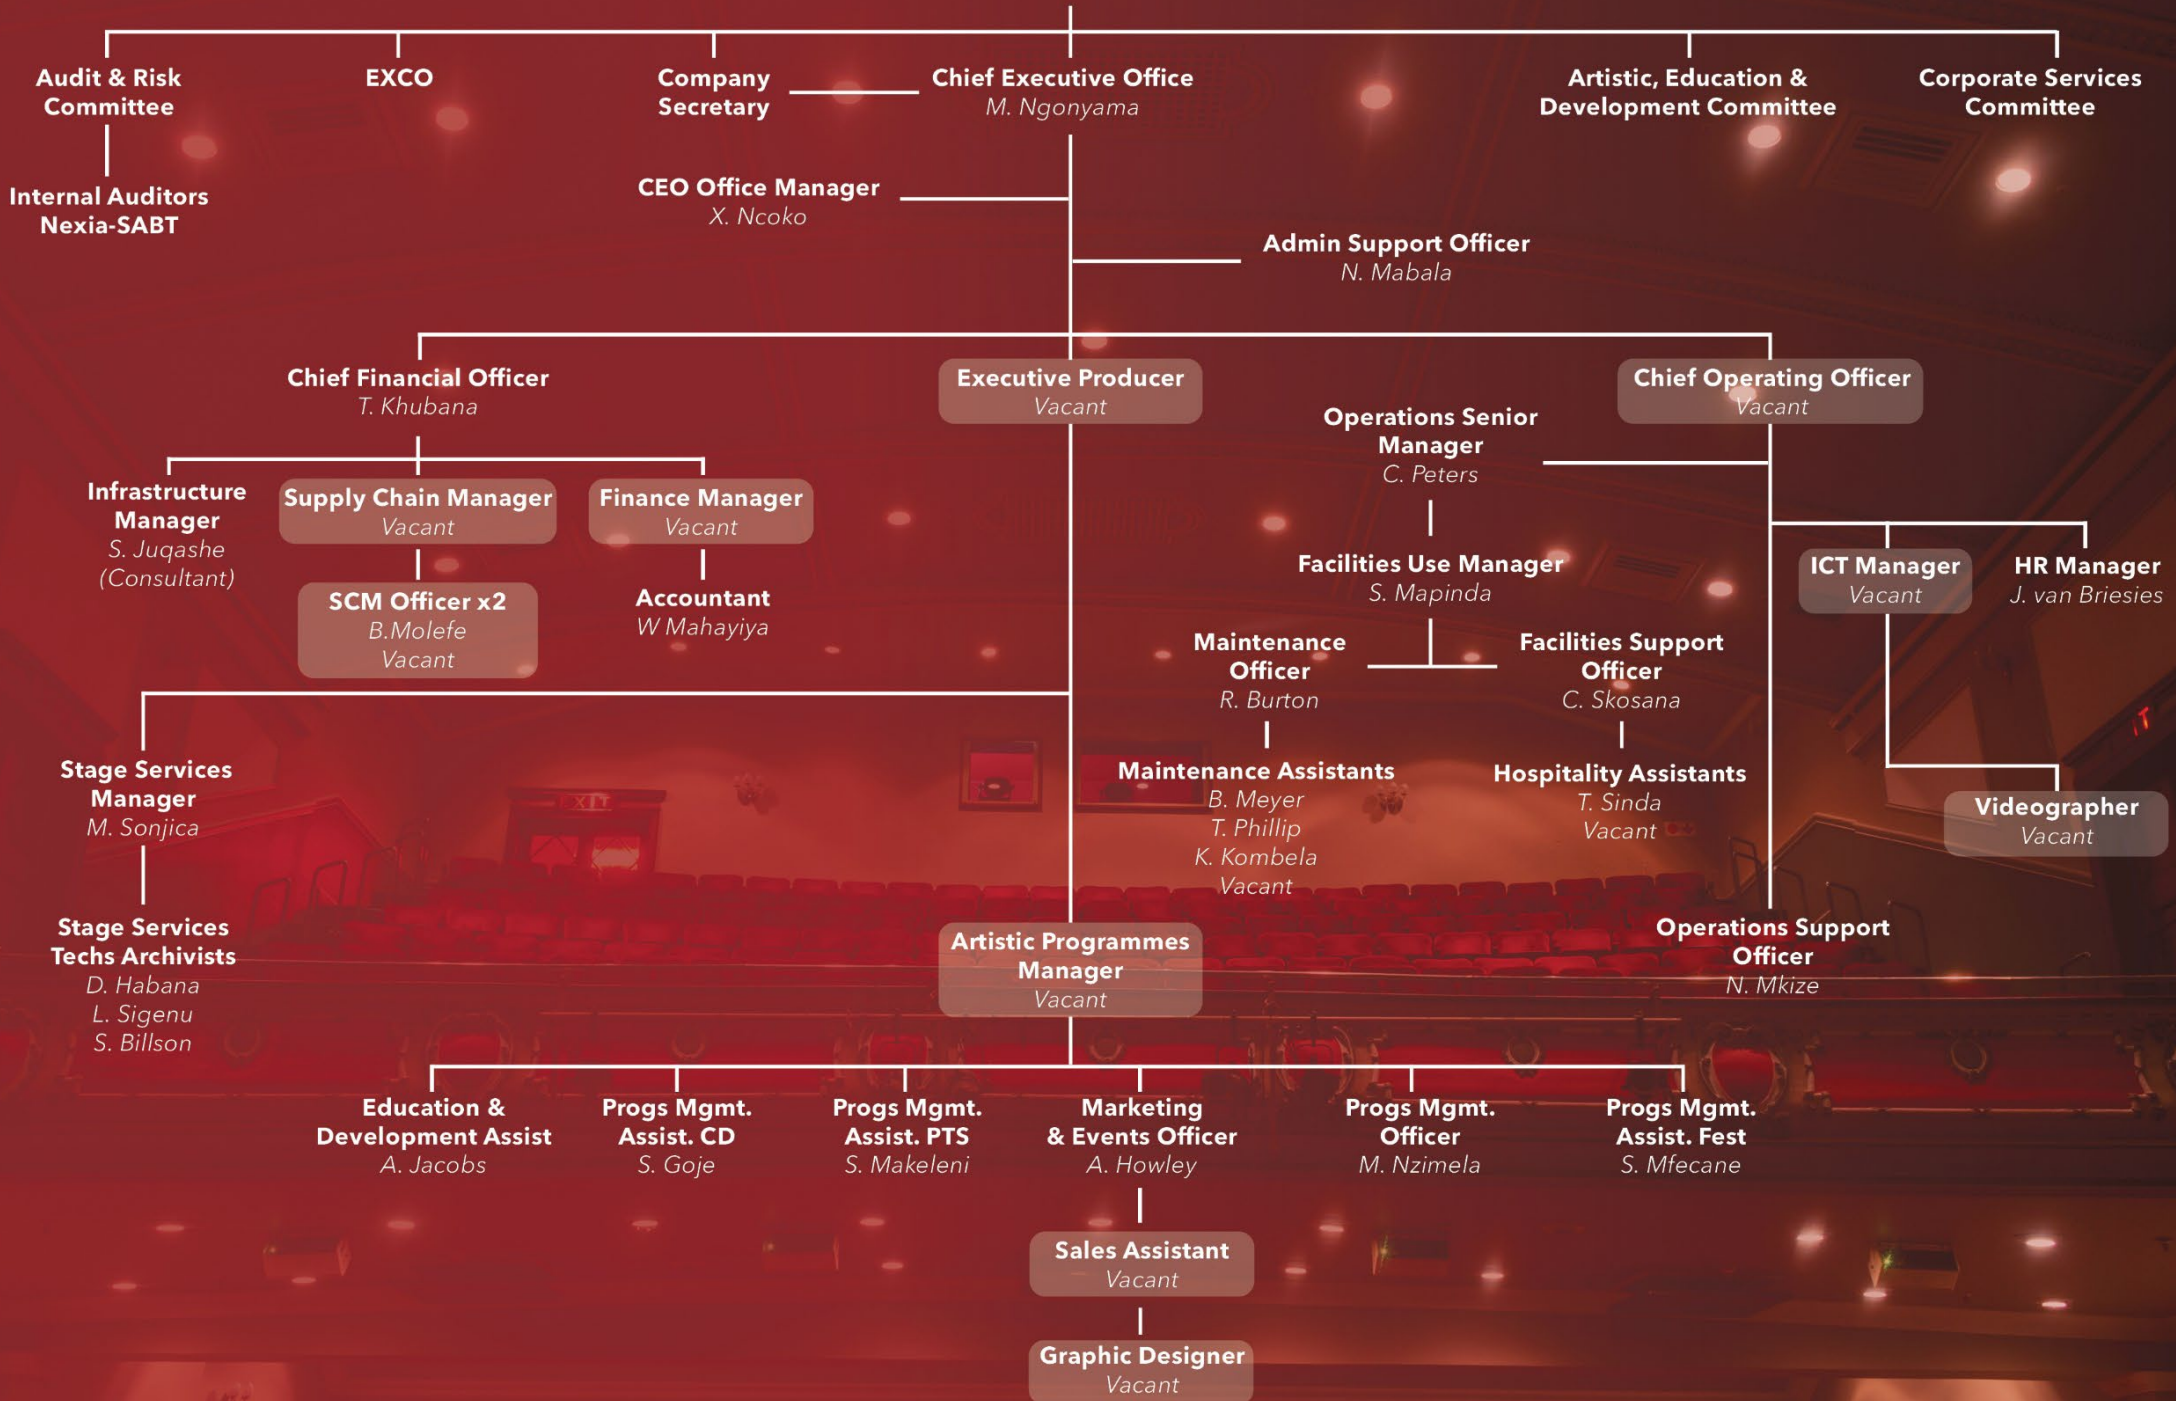 Audit & Risk
Committee
EXCO
Company
Secretary
Chief Executive Office
M. Ngonyama
Artistic, Education &
Development Committee
Corporate Services
Committee
Internal Auditors
Nexia-SABT
CEO Office Manager
X. Ncoko
Admin Support Officer
N. Mabala
Chief Financial Officer
T. Khubana
Executive Producer
Vacant
Chief Operating Officer
Vacant
Operations Senior
Manager
C. Peters
Infrastructure
Manager
S. Juqashe
(Consultant)
Supply Chain Manager
Vacant
Finance Manager
Vacant
SCM Officer x2
B.Molefe
Vacant
Accountant
W Mahayiya
Facilities Use Manager
S. Mapinda
ICT Manager
Vacant
HR Manager
J. van Briesies
Maintenance
Officer
R. Burton
Facilities Support
Officer
C. Skosana
Stage Services
Manager
M. Sonjica
Maintenance Assistants
B. Meyer
T. Phillip
K. Kombela
Vacant
Hospitality Assistants
T. Sinda
Vacant
Videographer
Vacant
EXIT
Stage Services
Techs Archivists
D. Habana
L. Sigenu
S. Billson
Artistic Programmes
Manager
Vacant
Operations Support
Officer
N. Mkize
Education &
Development Assist
A. Jacobs
Progs Mgmt.
Assist. CD
S. Goje
Progs Mgmt.
Assist. PTS
S. Makeleni
Marketing
& Events Officer
A. Howley
Progs Mgmt.
Officer
M. Nzimela
Progs Mgmt.
Assist. Fest
S. Mfecane
Sales Assistant
Vacant
Graphic Designer
Vacant